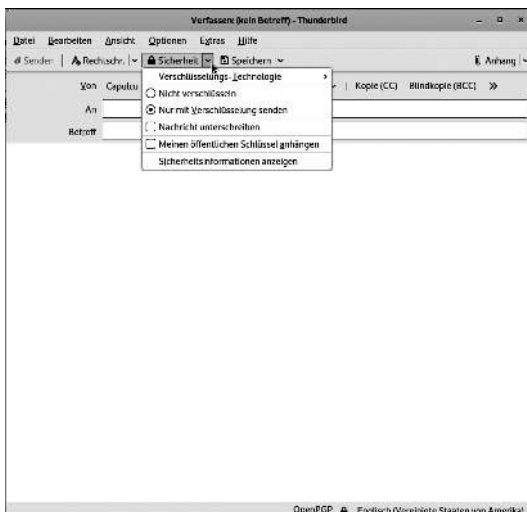 Verfassen: (kein Betreff) - Thunderbird
Datei Bearbeiten Ansicht Optionen Extras Hilfe
Senden Rechtschr. Sicherheit Speichern Anhang
Von Capulcu Kopie (CC) Blindkopie (BCC) »
An
Betreff
Verschlüsselungs-Technologie
Nicht verschlüsseln
Nur mit Verschlüsselung senden
Nachricht unterschreiben
Meinen öffentlichen Schlüssel anhängen
Sicherheitsinformationen anzeigen
OpenPGP Englisch (Vereinigte Staaten von Amerika)